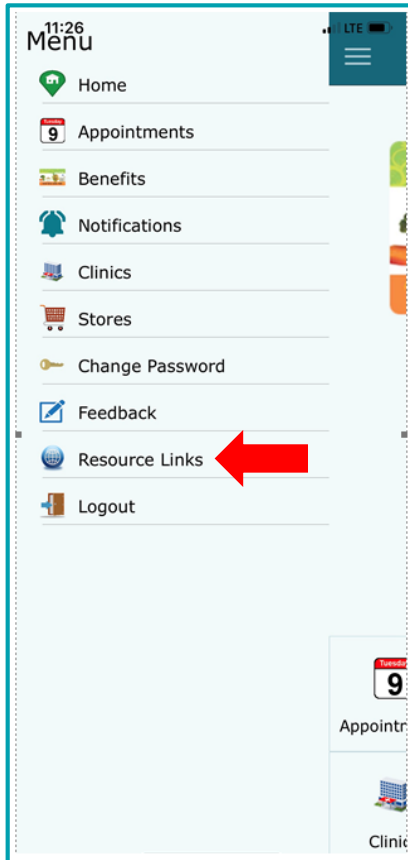 11:26
LTE
Menu
Home
Tuesday
9
Appointments
Benefits
Notifications
Clinics
Stores
Change Password
Feedback
Resource Links
Logout
Tuesda
9
Appointr
Clinic